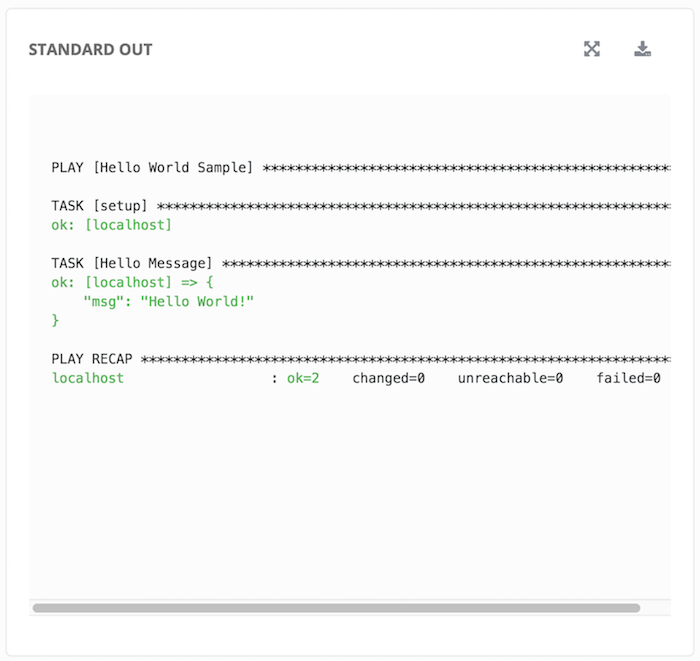 STANDARD OUT
PLAY [Hello World Sample] **************************************************
TASK [setup] ***************************************************************
ok: [localhost]
TASK [Hello Message] *******************************************************
ok: [localhost] => {
    "msg": "Hello World!"
}
PLAY RECAP *****************************************************************
localhost                  : ok=2    changed=0    unreachable=0    failed=0